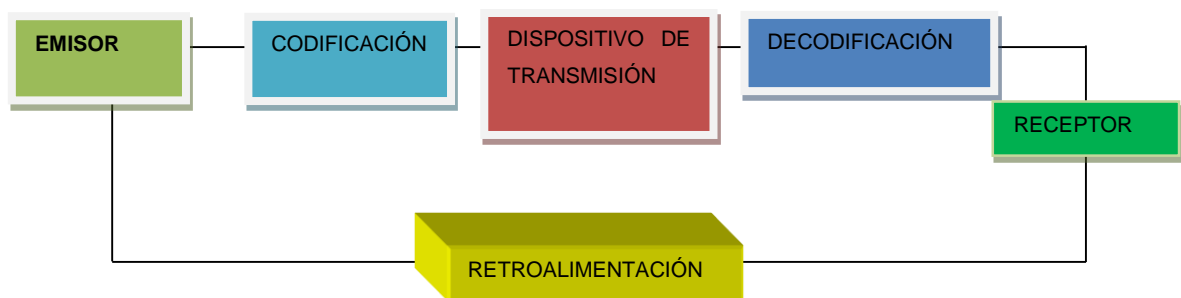 EMISOR
CODIFICACIÓN
DISPOSITIVO DE
TRANSMISIÓN
DECODIFICACIÓN
RECEPTOR
RETROALIMENTACIÓN